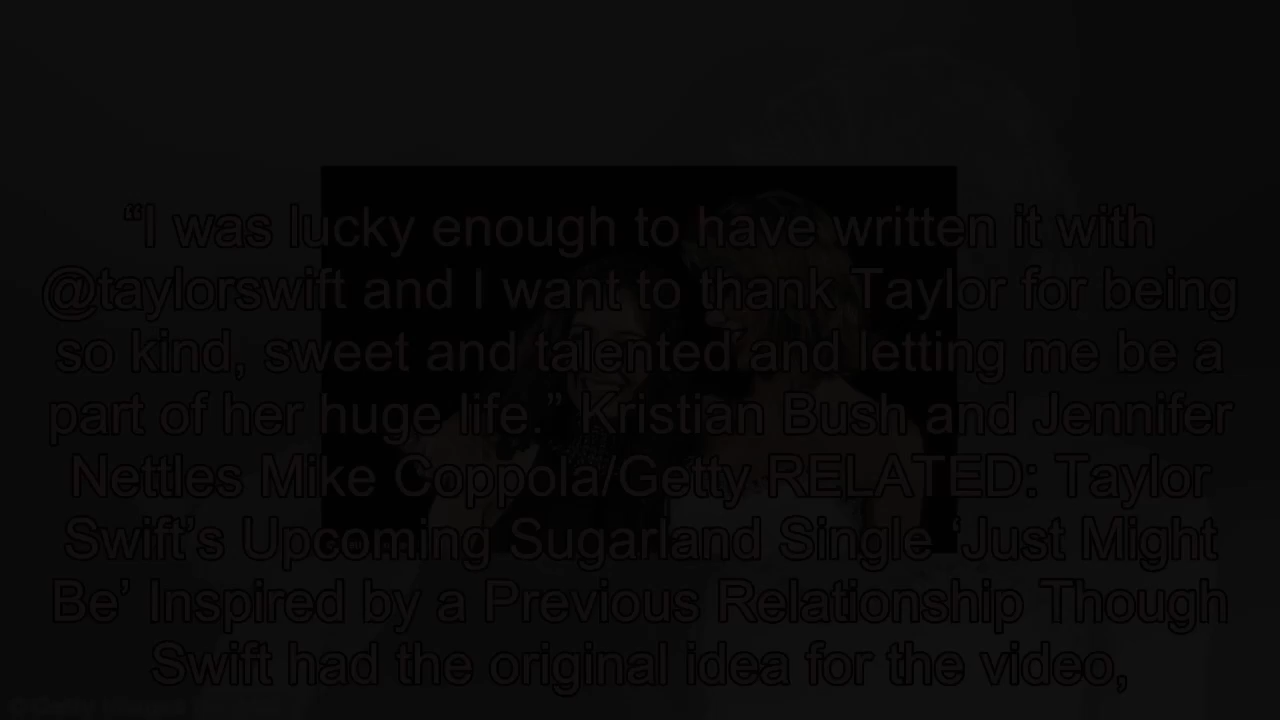 “I was lucky enough to have written it with
@taylorswift and I want to thank Taylor for being
so kind, sweet and talented and letting me be a
part of her huge life.” Kristian Bush and Jennifer
Nettles Mike Coppola/Getty RELATED: Taylor
Swift’s Upcoming Sugarland Single ‘Just Might
Be’ Inspired by a Previous Relationship Though
Swift had the original idea for the video,